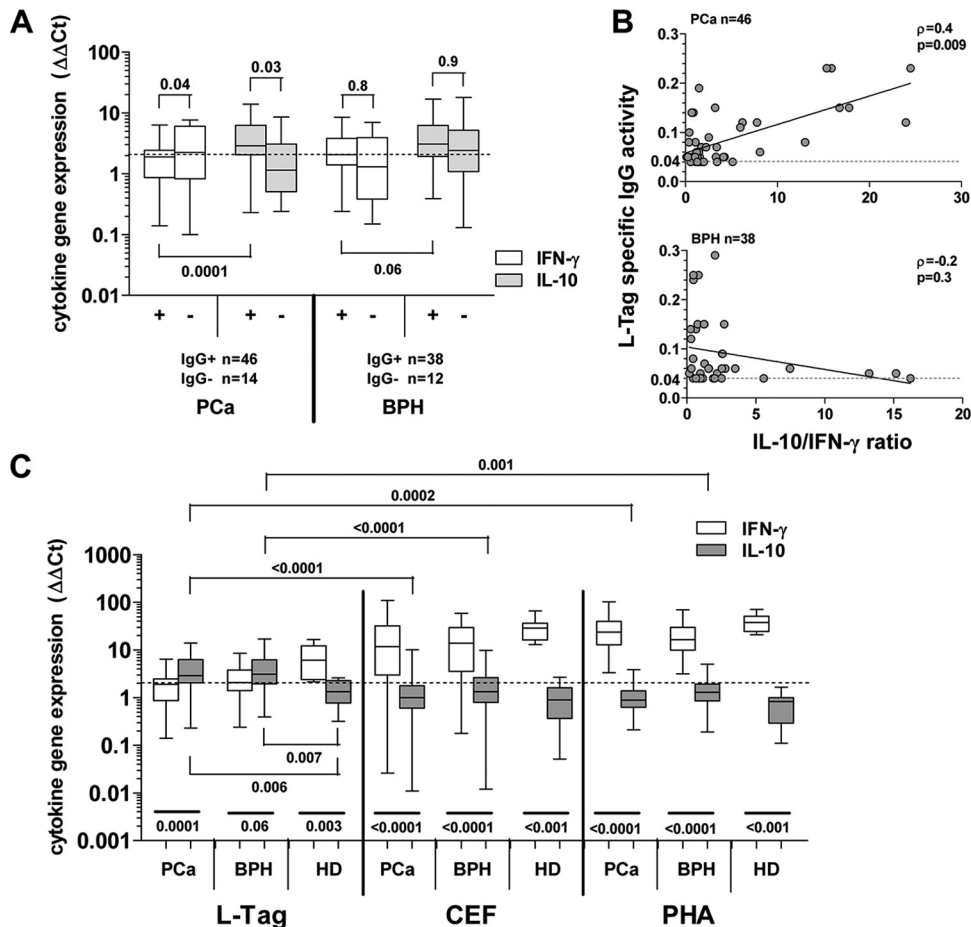 A
cytokine gene expression (ΔΔCt)
100
10
1
0.1
0.01
0.04
0.03
0.8
0.9
0.0001
0.06
IFN-γ
IL-10
+ - + - + - + -
IgG+ n=46
IgG- n=14
PCa
IgG+ n=38
IgG- n=12
BPH
B
L-Tag specific IgG activity
PCa n=46
ρ=0.4
p=0.009
0.3
0.2
0.1
0.04
0.0
0 10 20 30
BPH n=38
ρ=-0.2
p=0.3
0.3
0.2
0.1
0.04
0.0
0 5 10 15 20
IL-10/IFN-γ ratio
C
cytokine gene expression (ΔΔCt)
0.001
0.0002
<0.0001
<0.0001
IFN-γ
IL-10
1000
100
10
1
0.1
0.01
0.001
0.007
0.006
0.0001 0.06 0.003 <0.0001 <0.0001 <0.001 <0.0001 <0.0001 <0.001
PCa BPH HD PCa BPH HD PCa BPH HD
L-Tag CEF PHA